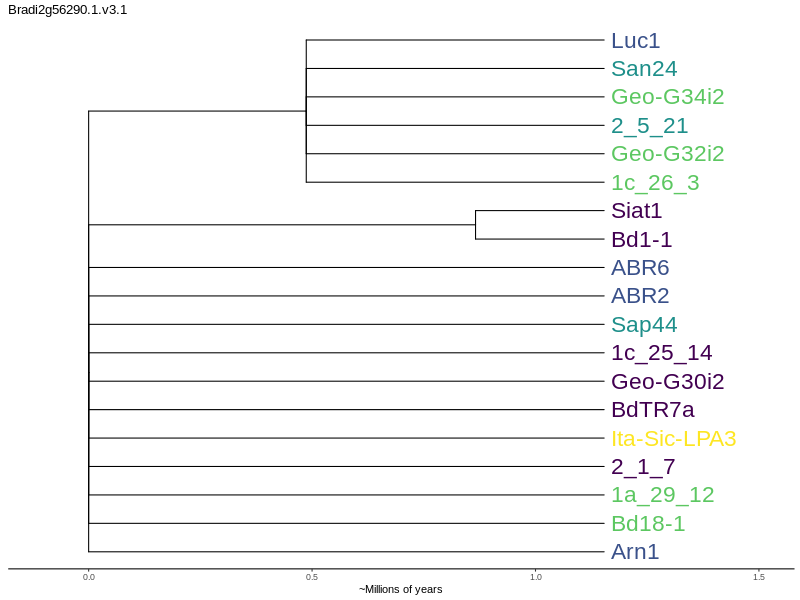 Bradi2g56290.1.v3.1
Luc1
San24
Geo-G34i2
2_5_21
Geo-G32i2
1c_26_3
Siat1
Bd1-1
ABR6
ABR2
Sap44
1c_25_14
Geo-G30i2
BdTR7a
Ita-Sic-LPA3
2_1_7
1a_29_12
Bd18-1
Arn1
0.0 0.5 1.0 1.5
~Millions of years